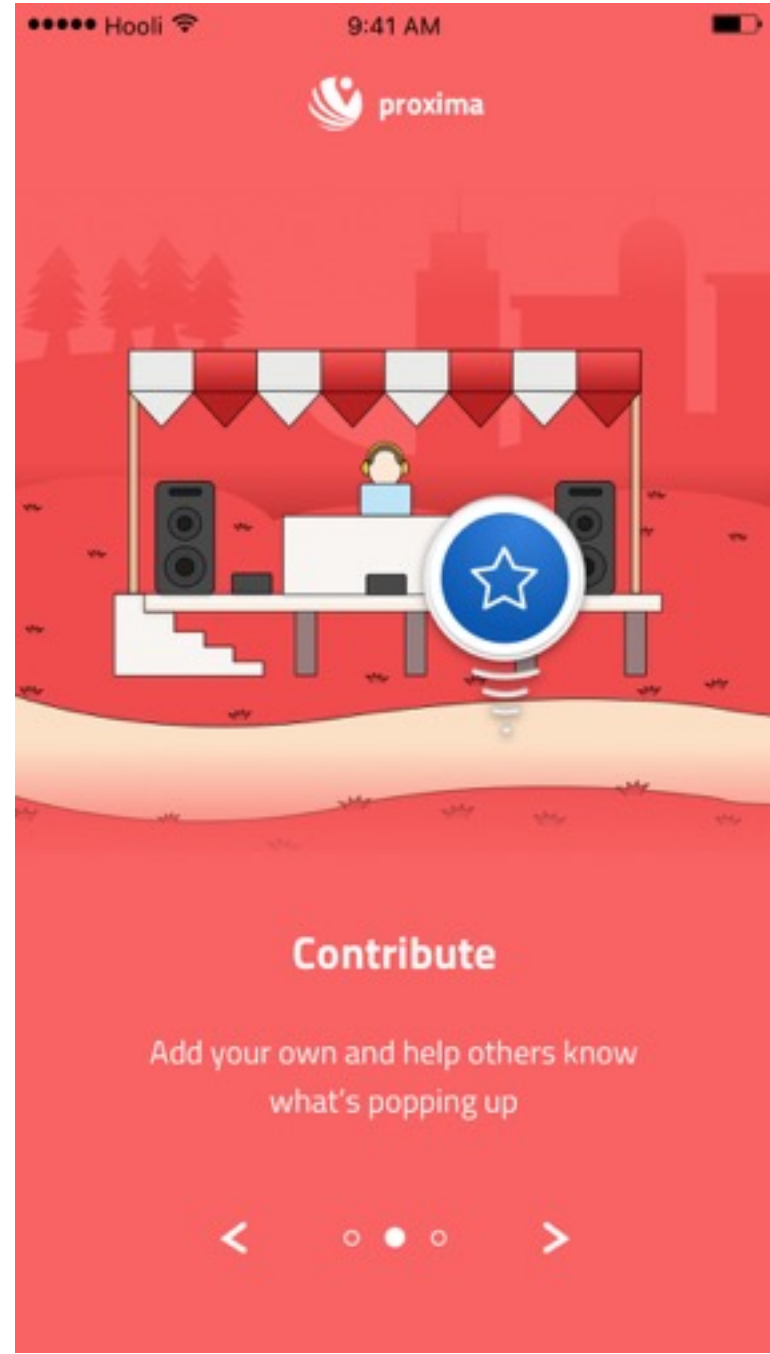 Hooli 9:41 AM
proxima
Contribute
Add your own and help others know
what's popping up